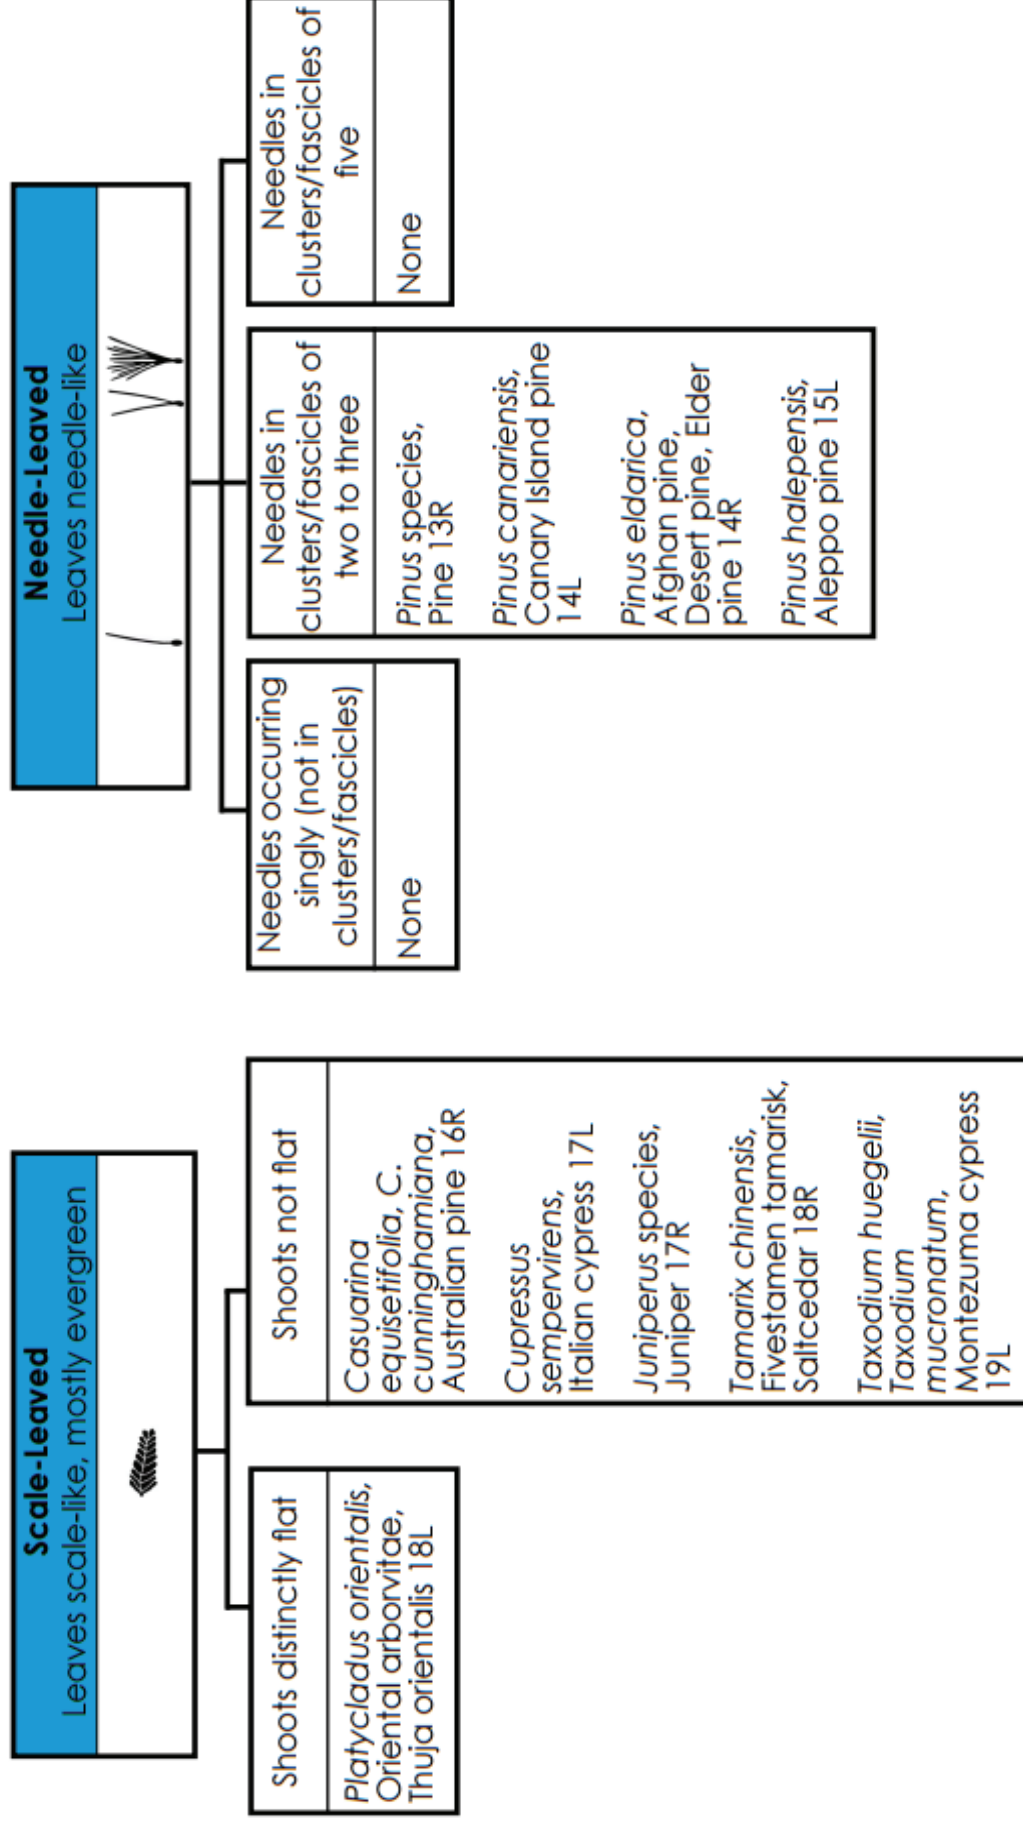 Scale-Leaved
Leaves scale-like, mostly evergreen
Shoots distinctly flat
Platycladus orientalis,
Oriental arborvitae,
Thuja orientalis 18L
Shoots not flat
Casuarina
equisetifolia, C.
cunninghamiana,
Australian pine 16R
Cupressus
sempervirens,
Italian cypress 17L
Juniperus species,
Juniper 17R
Tamarix chinensis,
Fivestamen tamarisk,
Saltcedar 18R
Taxodium huegelii,
Taxodium
mucronatum,
Montezuma cypress
19L
Needle-Leaved
Leaves needle-like
Needles occurring
singly (not in
clusters/fascicles)
None
Needles in
clusters/fascicles of
two to three
Pinus species,
Pine 13R
Pinus canariensis,
Canary Island pine
14L
Pinus eldarica,
Afghan pine,
Desert pine, Elder
pine 14R
Pinus halepensis,
Aleppo pine 15L
Needles in
clusters/fascicles of
five
None